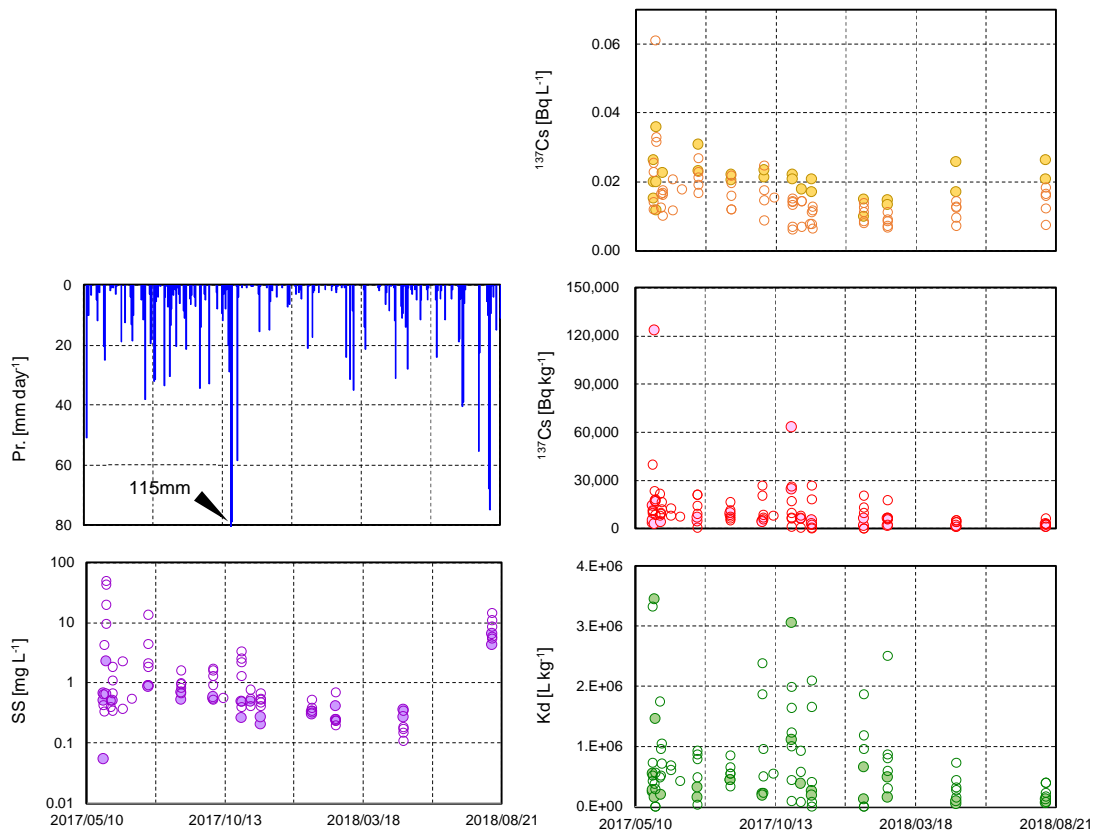 ¹³⁷Cs [Bq L⁻¹]
0.06
0.04
0.02
0.00
Pr. [mm day⁻¹]
0
20
40
60
80
115mm
¹³⁷Cs [Bq kg⁻¹]
150,000
120,000
90,000
60,000
30,000
0
SS [mg L⁻¹]
100
10
1
0.1
0.01
2017/05/10 2017/10/13 2018/03/18 2018/08/21
Kd [L kg⁻¹]
4.E+06
3.E+06
2.E+06
1.E+06
0.E+00
2017/05/10 2017/10/13 2018/03/18 2018/08/21